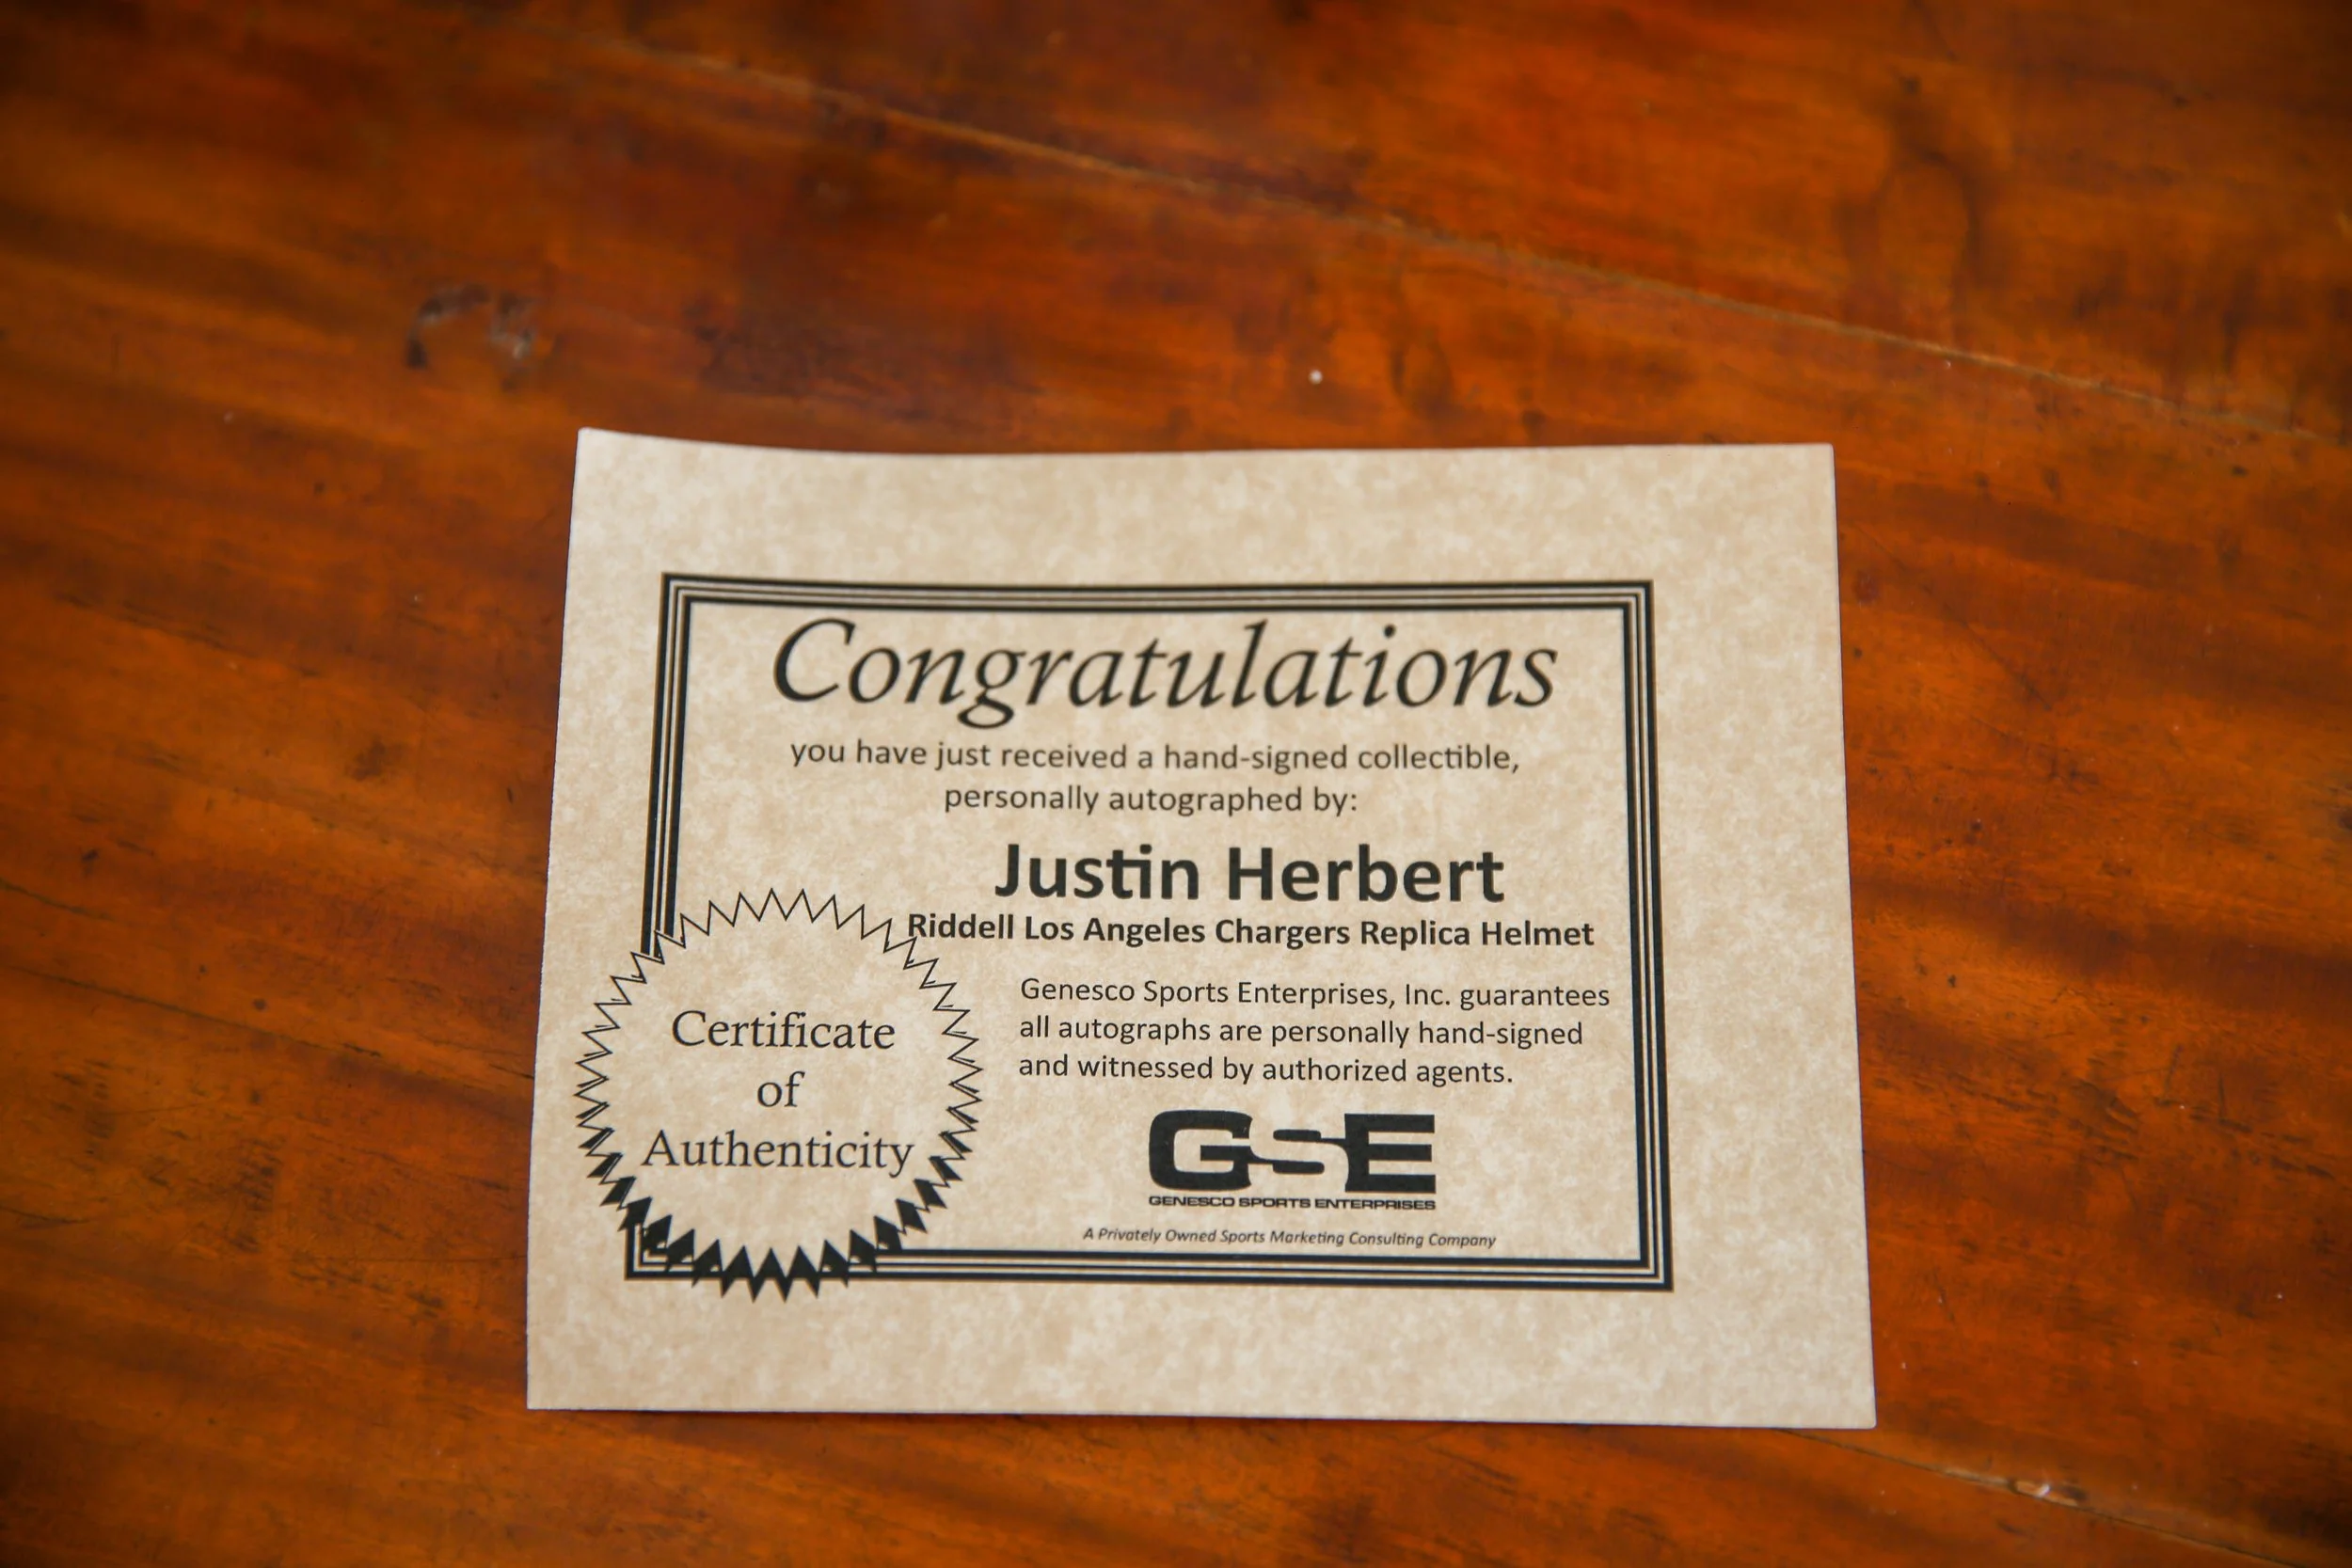 Congratulations
you have just received a hand-signed collectible,
personally autographed by:
Justin Herbert
Riddell Los Angeles Chargers Replica Helmet
Genesco Sports Enterprises, Inc. guarantees
all autographs are personally hand-signed
and witnessed by authorized agents.
Certificate
of
Authenticity
GSE
GENESCO SPORTS ENTERPRISES
A Privately Owned Sports Marketing Consulting Company